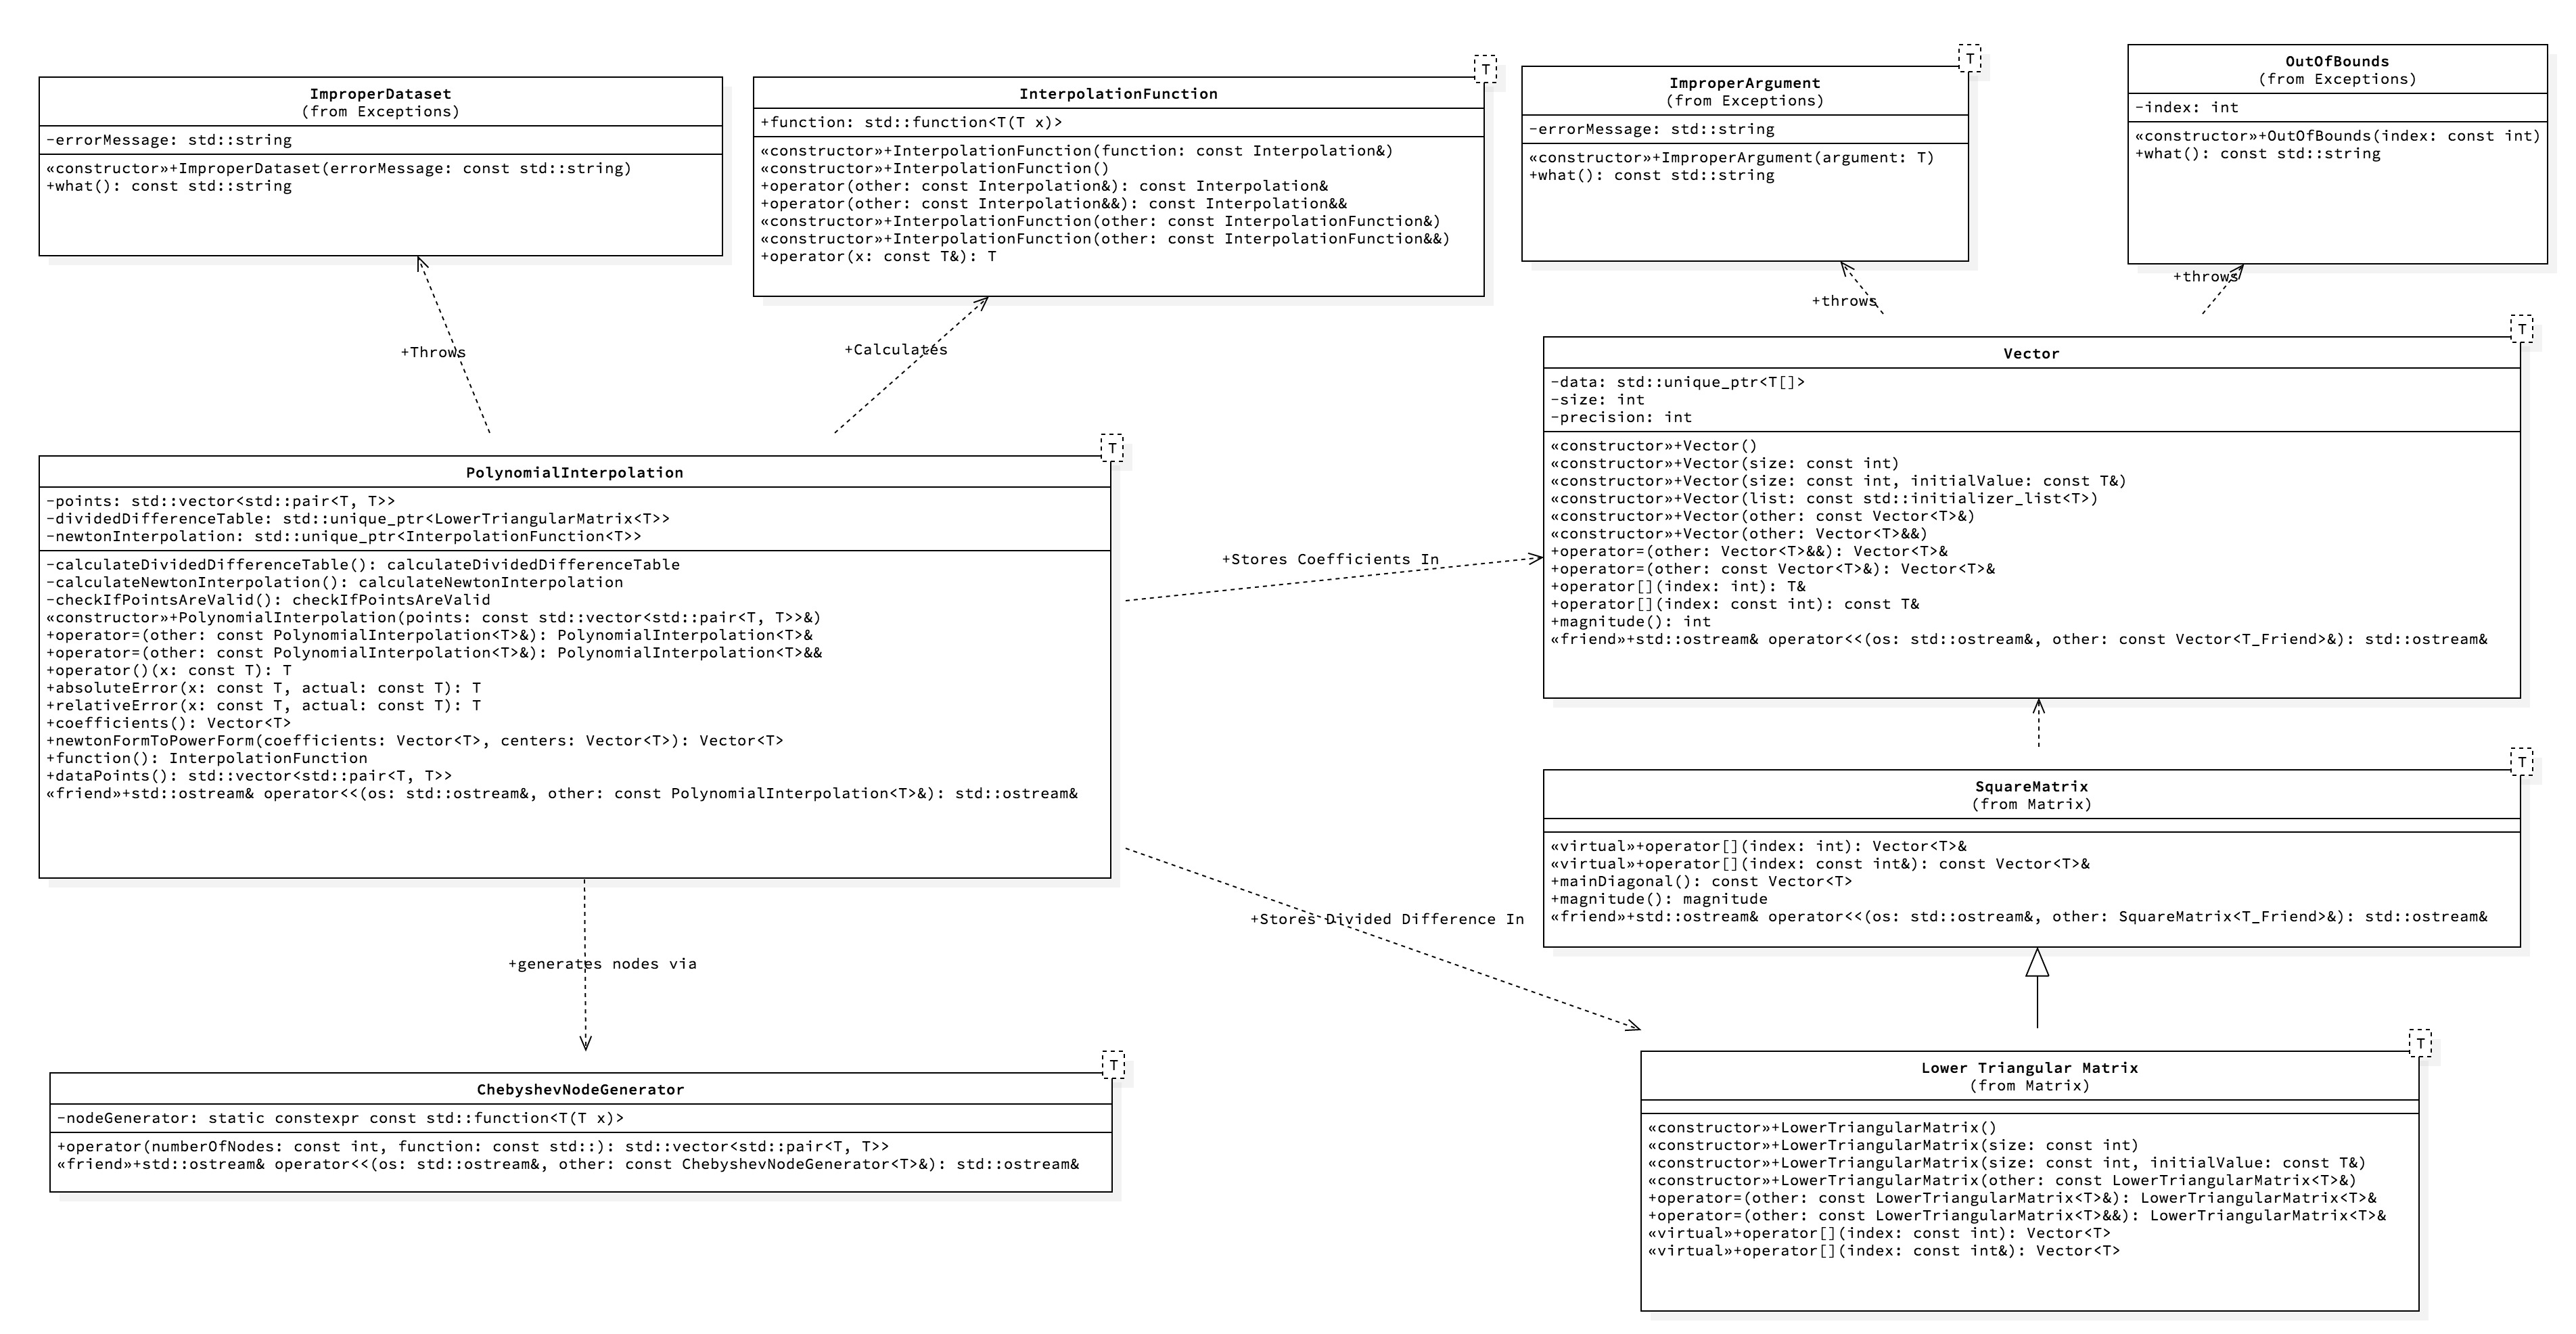 ImproperDataset
(from Exceptions)
-errorMessage: std::string
«constructor»+ImproperDataset(errorMessage: const std::string)
+what(): const std::string
T
InterpolationFunction
+function: std::function<T(T x)>
«constructor»+InterpolationFunction(function: const Interpolation&)
«constructor»+InterpolationFunction()
+operator(other: const Interpolation&): const Interpolation&
+operator(other: const Interpolation&&): const Interpolation&&
«constructor»+InterpolationFunction(other: const InterpolationFunction&)
«constructor»+InterpolationFunction(other: const InterpolationFunction&&)
+operator(x: const T&): T
T
ImproperArgument
(from Exceptions)
-errorMessage: std::string
«constructor»+ImproperArgument(argument: T)
+what(): const std::string
OutOfBounds
(from Exceptions)
-index: int
«constructor»+OutOfBounds(index: const int)
+what(): const std::string
+Throws
+Calculates
+throws
+throws
T
PolynomialInterpolation
-points: std::vector<std::pair<T, T>>
-dividedDifferenceTable: std::unique_ptr<LowerTriangularMatrix<T>>
-newtonInterpolation: std::unique_ptr<InterpolationFunction<T>>
-calculateDividedDifferenceTable(): calculateDividedDifferenceTable
-calculateNewtonInterpolation(): calculateNewtonInterpolation
-checkIfPointsAreValid(): checkIfPointsAreValid
«constructor»+PolynomialInterpolation(points: const std::vector<std::pair<T, T>>&)
+operator=(other: const PolynomialInterpolation<T>&): PolynomialInterpolation<T>&
+operator=(other: const PolynomialInterpolation<T>&): PolynomialInterpolation<T>&&
+operator()(x: const T): T
+absoluteError(x: const T, actual: const T): T
+relativeError(x: const T, actual: const T): T
+coefficients(): Vector<T>
+newtonFormToPowerForm(coefficients: Vector<T>, centers: Vector<T>): Vector<T>
+function(): InterpolationFunction
+dataPoints(): std::vector<std::pair<T, T>>
«friend»+std::ostream& operator<<(os: std::ostream&, other: const PolynomialInterpolation<T>&): std::ostream&
+Stores Coefficients In
T
Vector
-data: std::unique_ptr<T[]>
-size: int
-precision: int
«constructor»+Vector()
«constructor»+Vector(size: const int)
«constructor»+Vector(size: const int, initialValue: const T&)
«constructor»+Vector(list: const std::initializer_list<T>)
«constructor»+Vector(other: const Vector<T>&)
«constructor»+Vector(other: Vector<T>&&)
+operator=(other: Vector<T>&&): Vector<T>&
+operator=(other: const Vector<T>&): Vector<T>&
+operator[](index: int): T&
+operator[](index: const int): const T&
+magnitude(): int
«friend»+std::ostream& operator<<(os: std::ostream&, other: const Vector<T_Friend>&): std::ostream&
T
SquareMatrix
(from Matrix)
«virtual»+operator[](index: int): Vector<T>&
«virtual»+operator[](index: const int&): const Vector<T>&
+mainDiagonal(): const Vector<T>
+magnitude(): magnitude
«friend»+std::ostream& operator<<(os: std::ostream&, other: SquareMatrix<T_Friend>&): std::ostream&
+Stores Divided Difference In
+generates nodes via
T
ChebyshevNodeGenerator
-nodeGenerator: static constexpr const std::function<T(T x)>
+operator(numberOfNodes: const int, function: const std::): std::vector<std::pair<T, T>>
«friend»+std::ostream& operator<<(os: std::ostream&, other: const ChebyshevNodeGenerator<T>&): std::ostream&
T
Lower Triangular Matrix
(from Matrix)
«constructor»+LowerTriangularMatrix()
«constructor»+LowerTriangularMatrix(size: const int)
«constructor»+LowerTriangularMatrix(size: const int, initialValue: const T&)
«constructor»+LowerTriangularMatrix(other: const LowerTriangularMatrix<T>&)
+operator=(other: const LowerTriangularMatrix<T>&): LowerTriangularMatrix<T>&
+operator=(other: const LowerTriangularMatrix<T>&&): LowerTriangularMatrix<T>&
«virtual»+operator[](index: const int): Vector<T>
«virtual»+operator[](index: const int&): Vector<T>